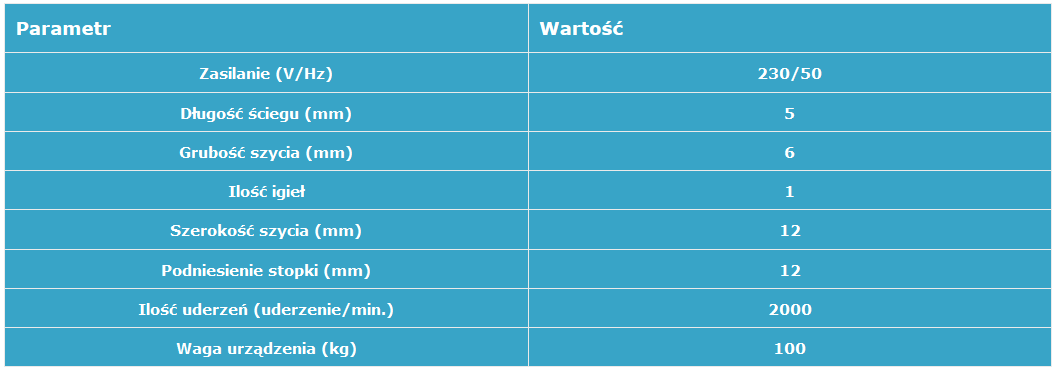 Parametr Wartość
Zasilanie (V/Hz) 230/50
Długość ściegu (mm) 5
Grubość szycia (mm) 6
Ilość igieł 1
Szerokość szycia (mm) 12
Podniesienie stopki (mm) 12
Ilość uderzeń (uderzenie/min.) 2000
Waga urządzenia (kg) 100